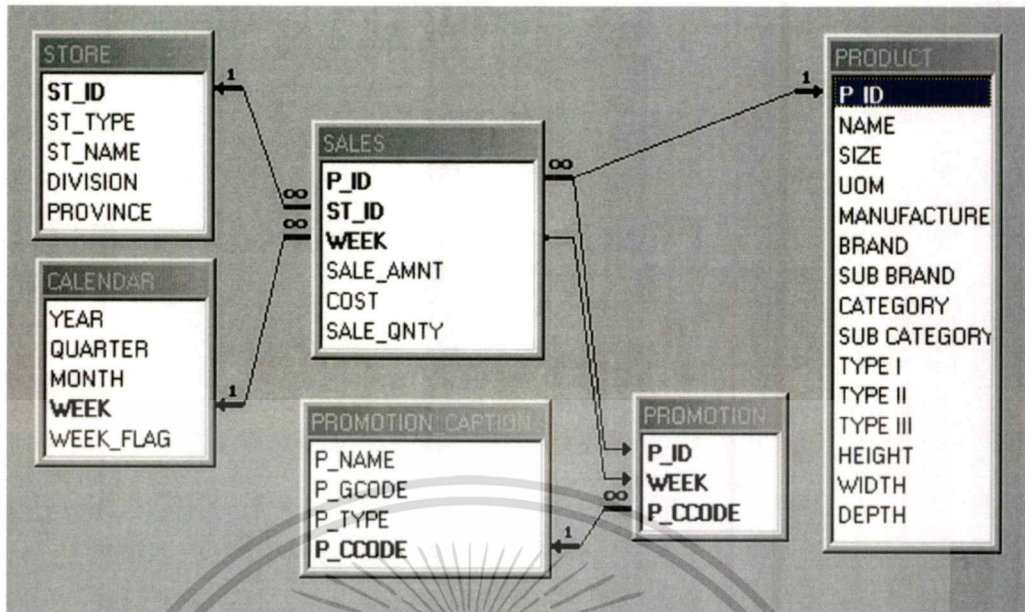 STORE
ST_ID
ST_TYPE
ST_NAME
DIVISION
PROVINCE
CALENDAR
YEAR
QUARTER
MONTH
WEEK
WEEK_FLAG
SALES
P_ID
ST_ID
WEEK
SALE_AMNT
COST
SALE_QNTY
PROMOTION CAPTION
P_NAME
P_GCODE
P_TYPE
P_CCODE
PROMOTION
P_ID
WEEK
P_CCODE
PRODUCT
P_ID
NAME
SIZE
UOM
MANUFACTURE
BRAND
SUB BRAND
CATEGORY
SUB CATEGORY
TYPE I
TYPE II
TYPE III
HEIGHT
WIDTH
DEPTH
1
∞
∞
1
∞
1
∞
1